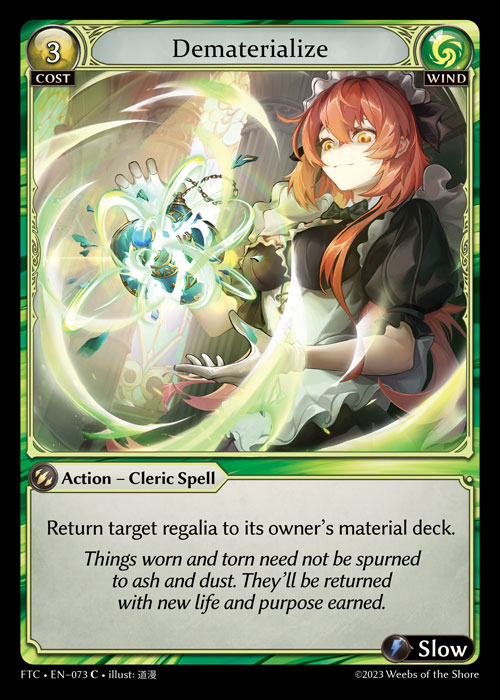 3
Dematerialize
COST
WIND
Action – Cleric Spell
Return target regalia to its owner's material deck.
Things worn and torn need not be spurned
to ash and dust. They'll be returned
with new life and purpose earned.
Slow
FTC • EN–073 C • illust: 道漫
©2023 Weebs of the Shore